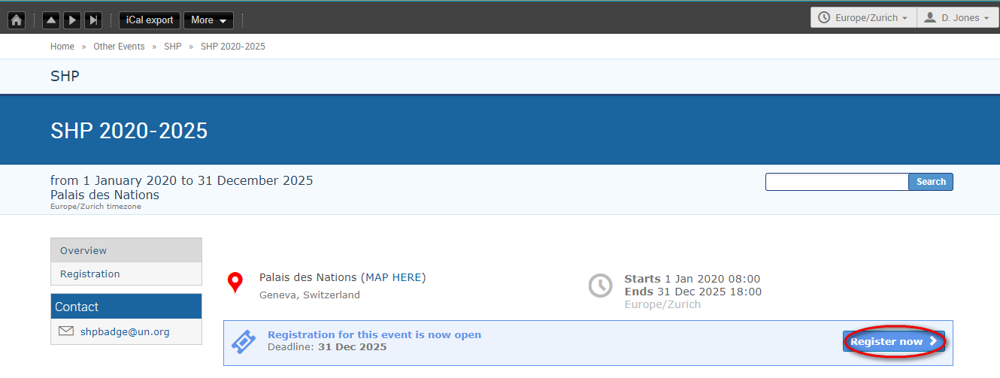 iCal export More Europe/Zurich D. Jones
Home » Other Events » SHP » SHP 2020-2025
SHP
SHP 2020-2025
from 1 January 2020 to 31 December 2025
Palais des Nations
Europe/Zurich timezone
Search
Overview
Registration
Contact
shpbadge@un.org
Palais des Nations (MAP HERE)
Geneva, Switzerland
Starts 1 Jan 2020 08:00
Ends 31 Dec 2025 18:00
Europe/Zurich
Registration for this event is now open
Deadline: 31 Dec 2025
Register now